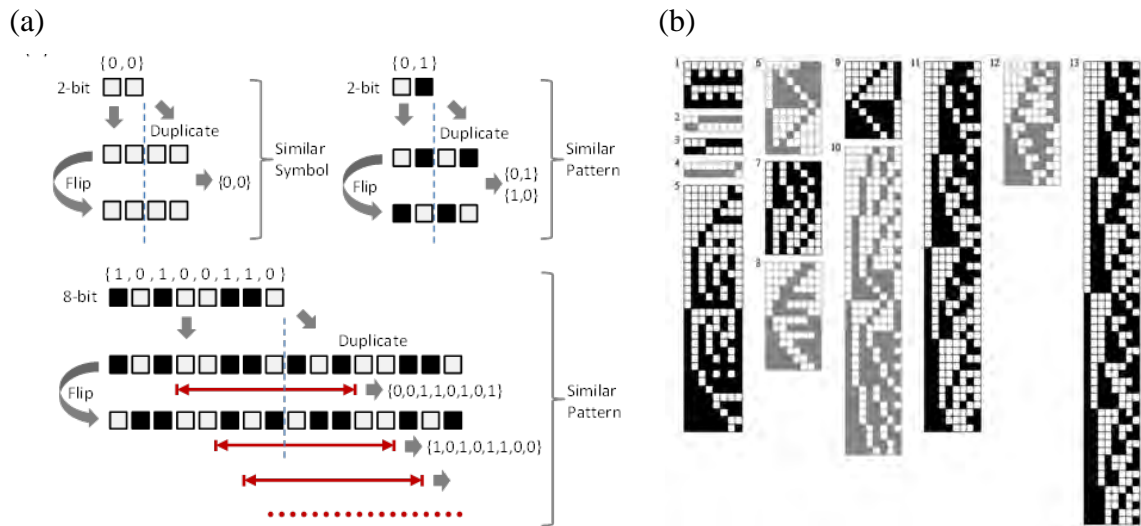 (a)
{0,0}
2-bit
Duplicate
Flip
{0,0}
Similar
Symbol
{0,1}
2-bit
Duplicate
Flip
{0,1}
{1,0}
Similar
Pattern
{1,0,1,0,0,1,1,0}
8-bit
Duplicate
Flip
{0,0,1,1,0,1,0,1}
{1,0,1,0,1,1,0,0}
Similar
Pattern
(b)
1
2
3
4
5
6
7
8
9
10
11
12
13